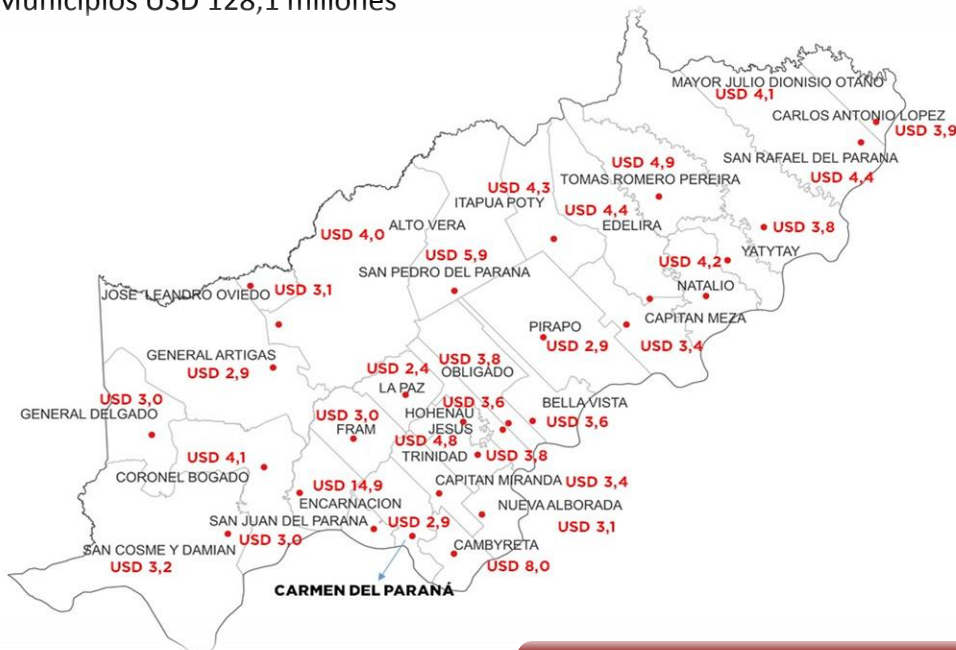 Municipios USD 128,1 millones
MAYOR JULIO DIONISIO OTAÑO
USD 4,1
CARLOS ANTONIO LOPEZ
USD 3,9
SAN RAFAEL DEL PARANA
USD 4,4
USD 4,9
TOMAS ROMERO PEREIRA
USD 4,3
ITAPUA POTY
USD 4,4
EDELIRA
USD 3,8
YATYTAY
USD 4,0
ALTO VERA
USD 5,9
SAN PEDRO DEL PARANA
USD 4,2
NATALIO
JOSE LEANDRO OVIEDO
USD 3,1
CAPITAN MEZA
USD 3,4
PIRAPO
USD 2,9
GENERAL ARTIGAS
USD 2,9
USD 2,4
LA PAZ
USD 3,8
OBLIGADO
USD 3,0
GENERAL DELGADO
USD 3,0
FRAM
USD 3,6
HOHENAU
JESUS
USD 4,8
TRINIDAD
USD 3,8
BELLA VISTA
USD 3,6
USD 4,1
CORONEL BOGADO
CAPITAN MIRANDA USD 3,4
USD 14,9
ENCARNACION
NUEVA ALBORADA
USD 3,1
SAN JUAN DEL PARANA
USD 2,9
USD 3,0
SAN COSME Y DAMIAN
USD 3,2
CAMBYRETA
USD 8,0
CARMEN DEL PARANÁ